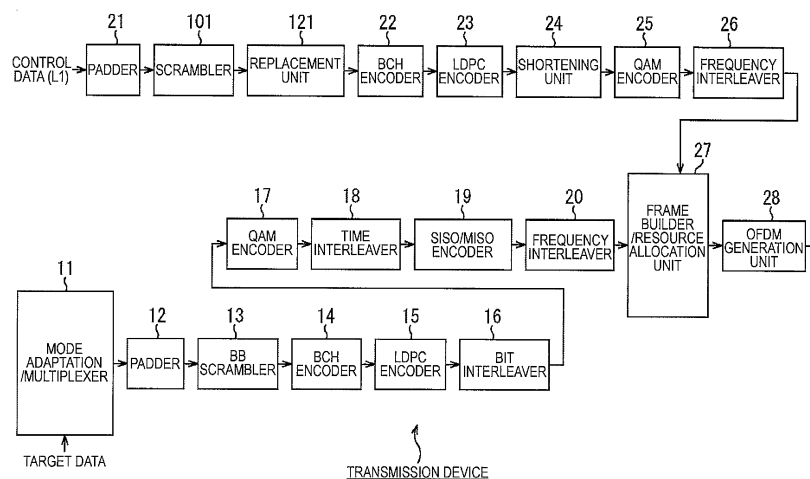 21
101
121
22
23
24
25
26
CONTROL
DATA (L1)
PADDER
SCRAMBLER
REPLACEMENT
UNIT
BCH
ENCODER
LDPC
ENCODER
SHORTENING
UNIT
QAM
ENCODER
FREQUENCY
INTERLEAVER
27
17
18
19
20
28
QAM
ENCODER
TIME
INTERLEAVER
SISO/MISO
ENCODER
FREQUENCY
INTERLEAVER
FRAME
BUILDER
/RESOURCE
ALLOCATION
UNIT
OFDM
GENERATION
UNIT
11
12
13
14
15
16
MODE
ADAPTATION
/MULTIPLEXER
PADDER
BB
SCRAMBLER
BCH
ENCODER
LDPC
ENCODER
BIT
INTERLEAVER
TARGET DATA
TRANSMISSION DEVICE